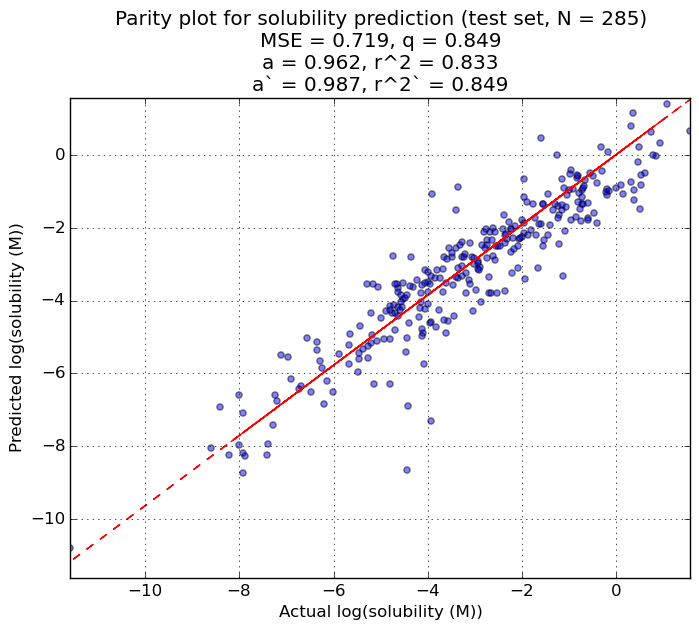 Parity plot for solubility prediction (test set, N = 285)
MSE = 0.719, q = 0.849
a = 0.962, r^2 = 0.833
a` = 0.987, r^2` = 0.849
0
−2
−4
−6
−8
−10
Predicted log(solubility (M))
−10 −8 −6 −4 −2 0
Actual log(solubility (M))